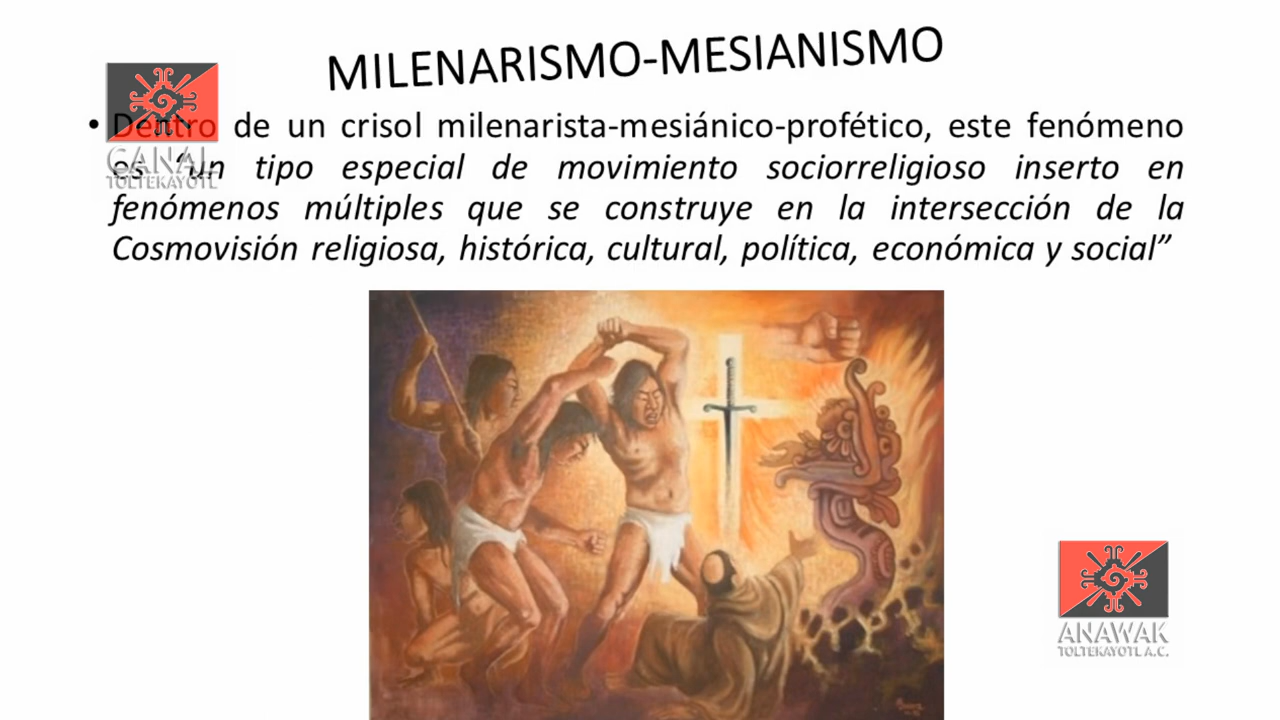 MILENARISMO-MESIANISMO
• Dentro de un crisol milenarista-mesiánico-profético, este fenómeno
es “un tipo especial de movimiento sociorreligioso inserto en
fenómenos múltiples que se construye en la intersección de la
Cosmovisión religiosa, histórica, cultural, política, económica y social”
CANAL
TOLTEKAYOTL
ANAWAK
TOLTEKAYOTL A.C.